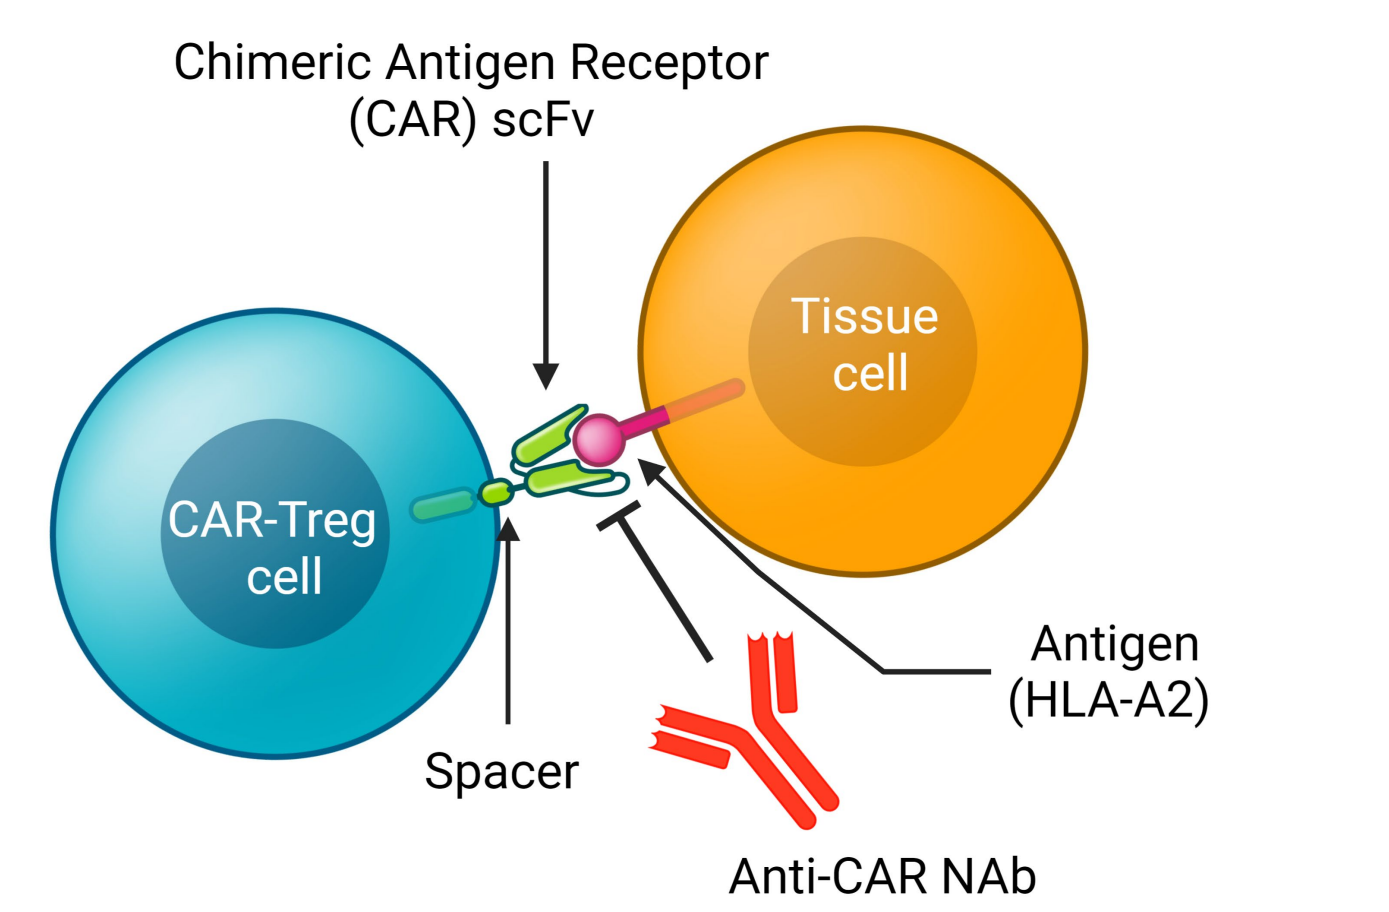 Chimeric Antigen Receptor
(CAR) scFv
Tissue
cell
CAR-Treg
cell
Antigen
(HLA-A2)
Spacer
Anti-CAR NAb